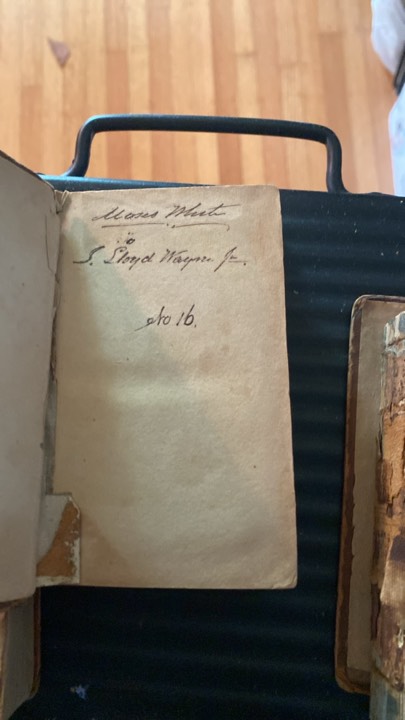 Moses White
S. Lloyd Wayne Jr.
No 16.